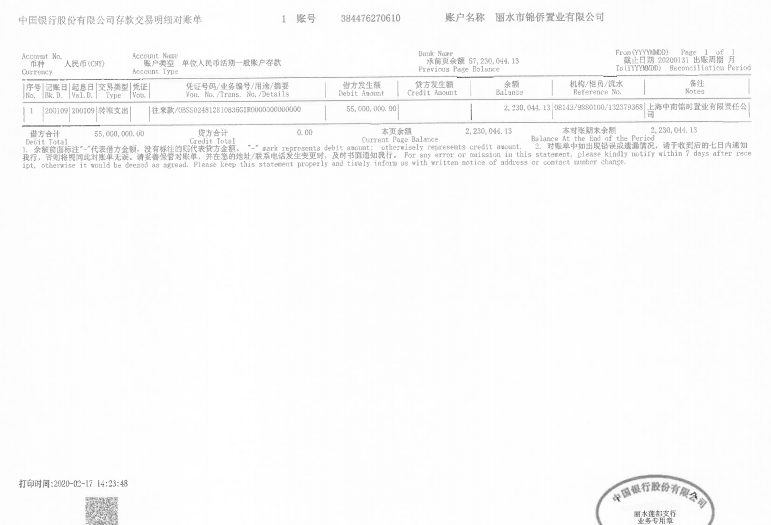 中国银行股份有限公司存款交易明细对账单 1 账号 384476270610 账户名称 丽水市锦侨置业有限公司
Account No. Account Name Bank Name From(YYYYMMDD) Page 1 of 1
币种 人民币(CNY) 账户类型 单位人民币活期一般账户存款 承前页余额 57,230,044.13 截止日期 20200131 出账周期 月
Currency Account Type Previous Page Balance To(YYYYMMDD) Reconciliation Period
序号 记账日 起息日 交易类型 凭证 凭证号码/业务编号/用途/摘要 借方发生额 贷方发生额 余额 机构/柜员/流水 备注
No. Bk.D. Val.D. Type Vou. Vou. No./Trans. No./Details Debit Amount Credit Amount Balance Reference No. Notes
1 200109 200109 转账支出 往来款/ 55,000,000.00 2,230,044.13 08143/9880100/132379368 上海中 置业有限责任公司
借方合计 55,000,000.00 贷方合计 0.00 本页余额 2,230,044.13 本对账期末余额 2,230,044.13
Debit Total Credit Total Current Page Balance Balance At the End of the Period
1. 余额前面标注"-"代表借方金额，没有标注的则代表贷方金额。 "-" mark represents debit amount; otherwisely represents credit amount. 2. 对账单中如出现错误或遗漏情况，请于收到后的七日内通知
我行，否则将视同此对账单无误。请妥善保管对账单，并在您的地址/联系电话发生变更时，及时书面通知我行。 For any error or omission in this statement, please kindly notify within 7 days after rece
ipt, otherwise it would be deemed as agreed. Please keep this statement properly and timely inform us with written notice of address or contact number change.
打印时间:2020-02-17 14:23:48
中国银行股份有限公司
丽水莲都支行
业务专用章